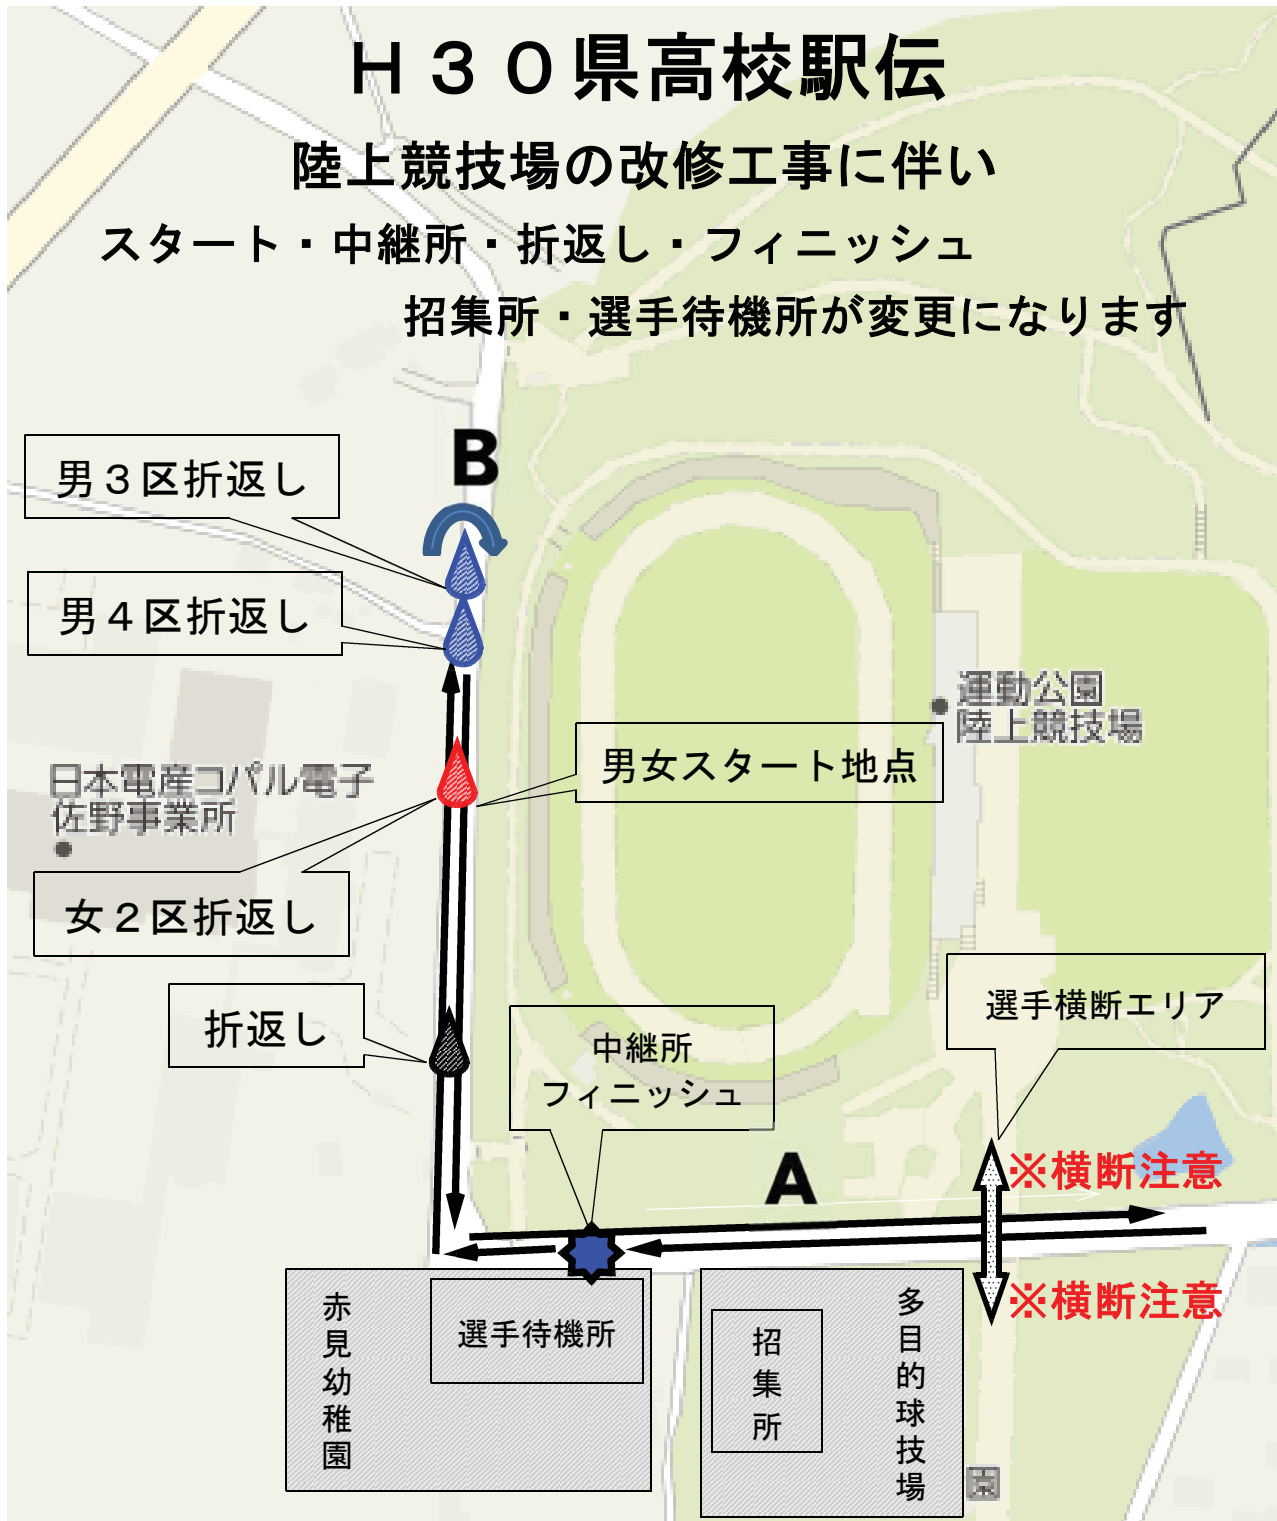 Ｈ３０県高校駅伝
陸上競技場の改修工事に伴い
スタート・中継所・折返し・フィニッシュ
招集所・選手待機所が変更になります
B
男３区折返し
男４区折返し
運動公園
陸上競技場
男女スタート地点
日本電産コパル電子
佐野事業所
女２区折返し
選手横断エリア
折返し
中継所
フィニッシュ
A
※横断注意
※横断注意
赤見幼稚園
選手待機所
招集所
多目的球技場
園